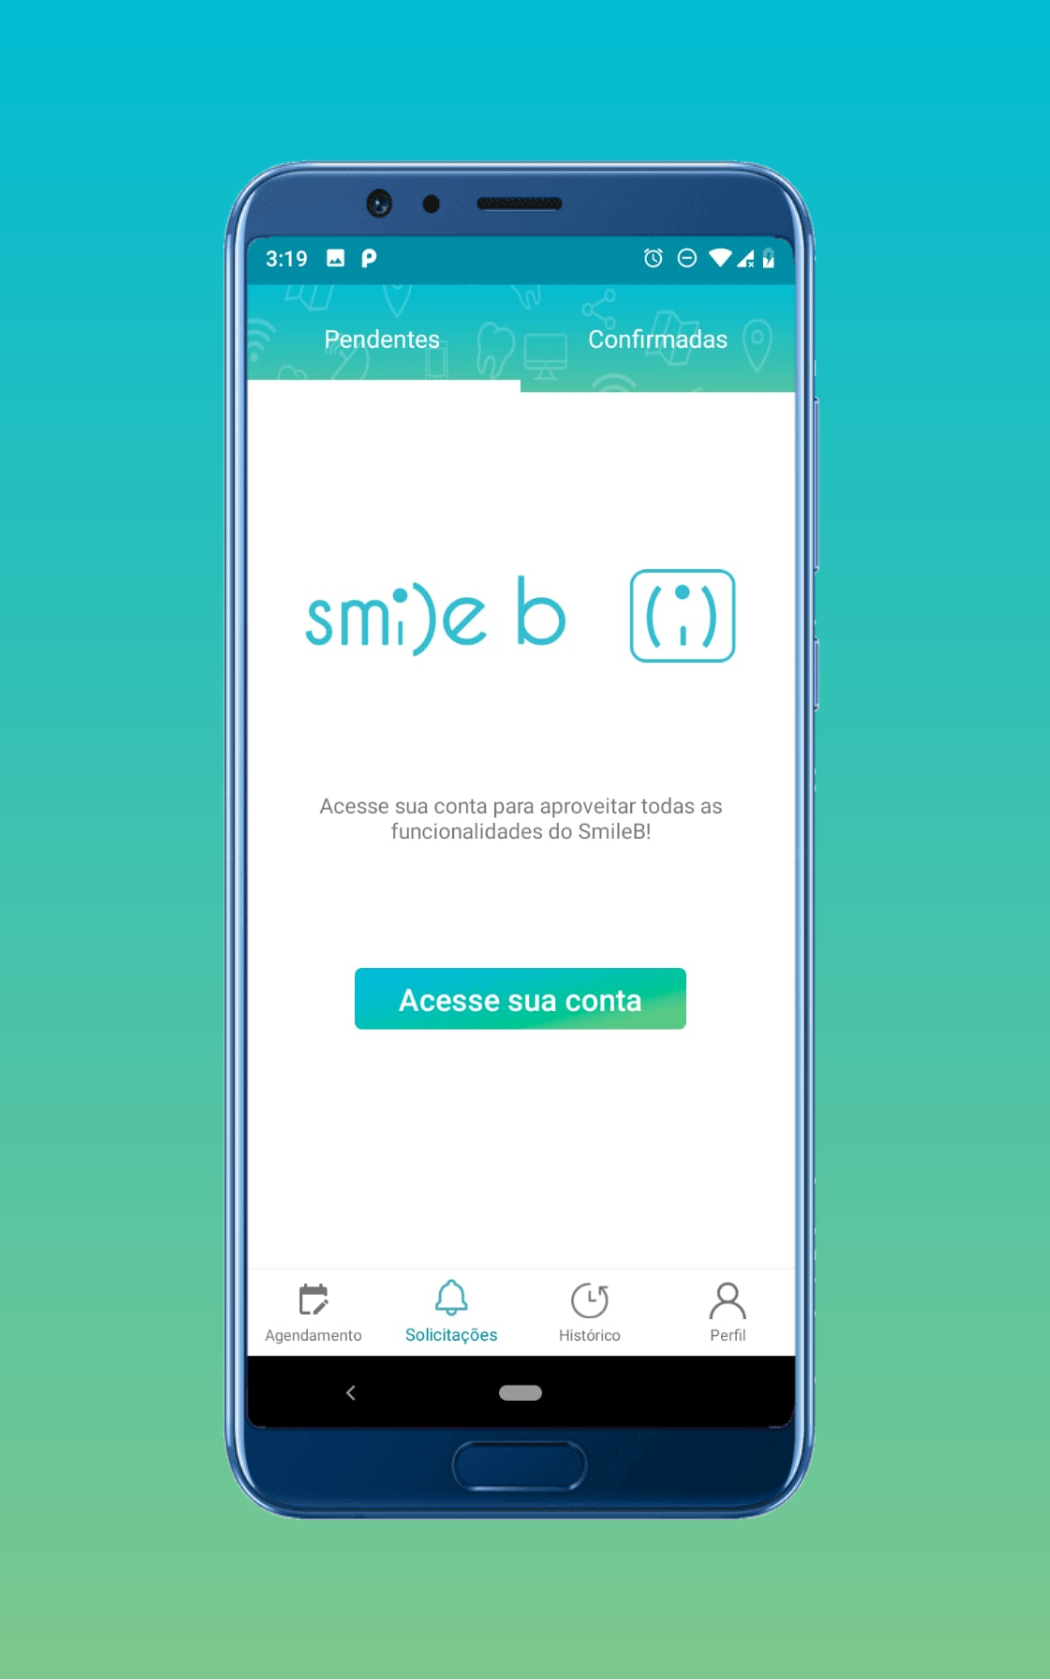 3:19
Pendentes
Confirmadas
smile b
Acesse sua conta para aproveitar todas as
funcionalidades do SmileB!
Acesse sua conta
Agendamento
Solicitações
Histórico
Perfil